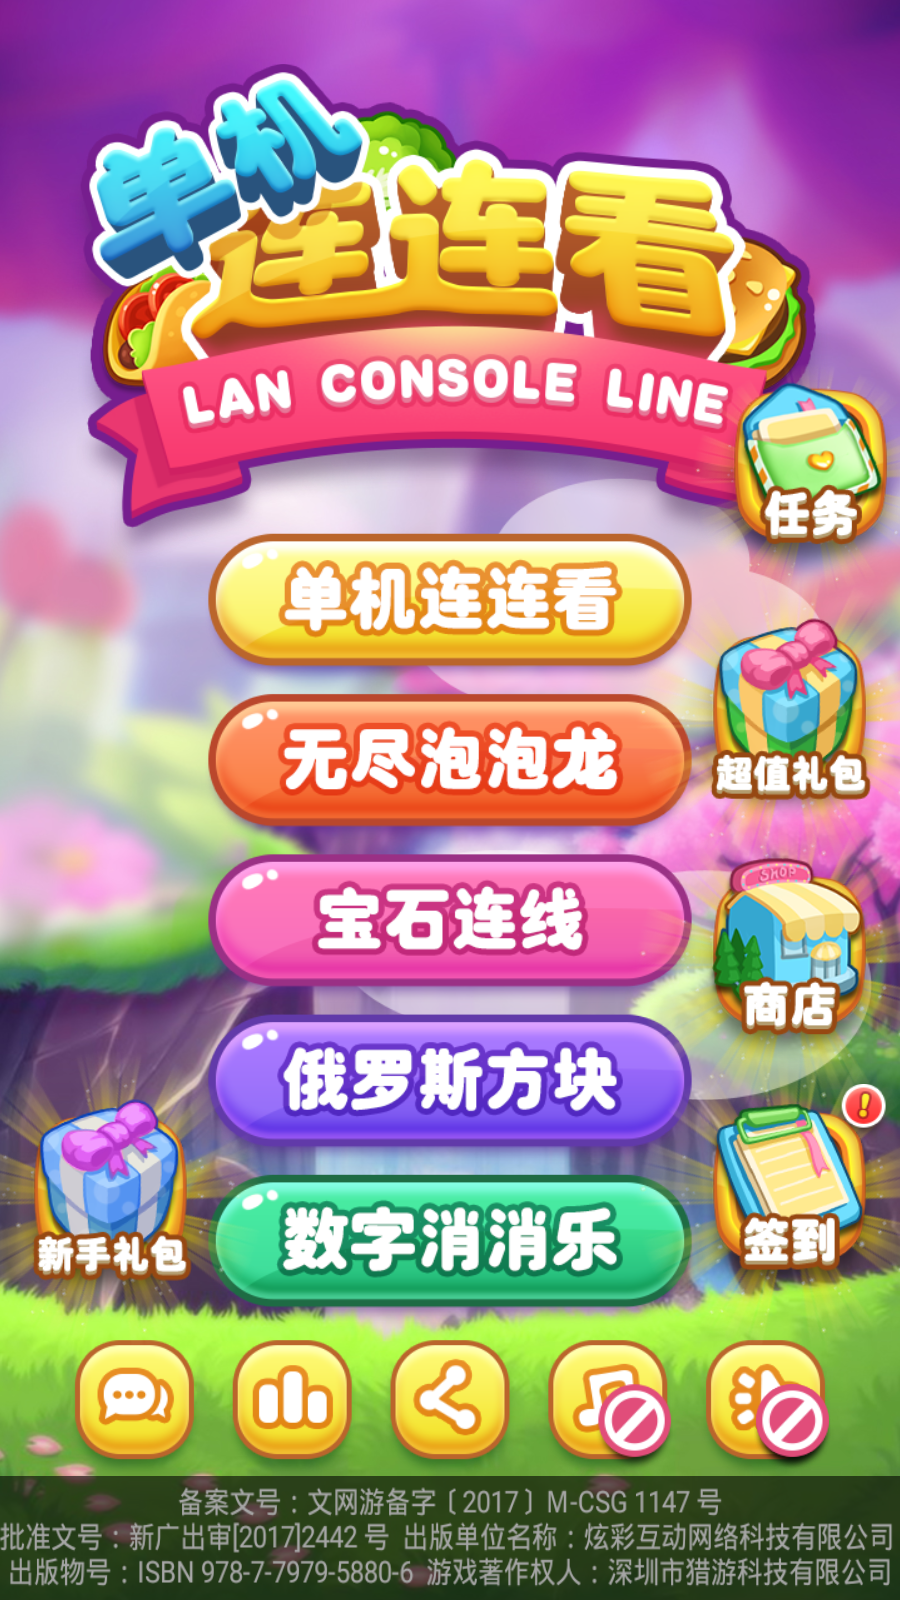 单机
连连看
LAN CONSOLE LINE
任务
单机连连看
超值礼包
无尽泡泡龙
宝石连线
SHOP
商店
俄罗斯方块
签到
新手礼包
数字消消乐
备案文号：文网游备字〔2017〕M-CSG 1147 号
批准文号：新广出审[2017]2442 号 出版单位名称：炫彩互动网络科技有限公司
出版物号：ISBN 978-7-7979-5880-6 游戏著作权人：深圳市猎游科技有限公司